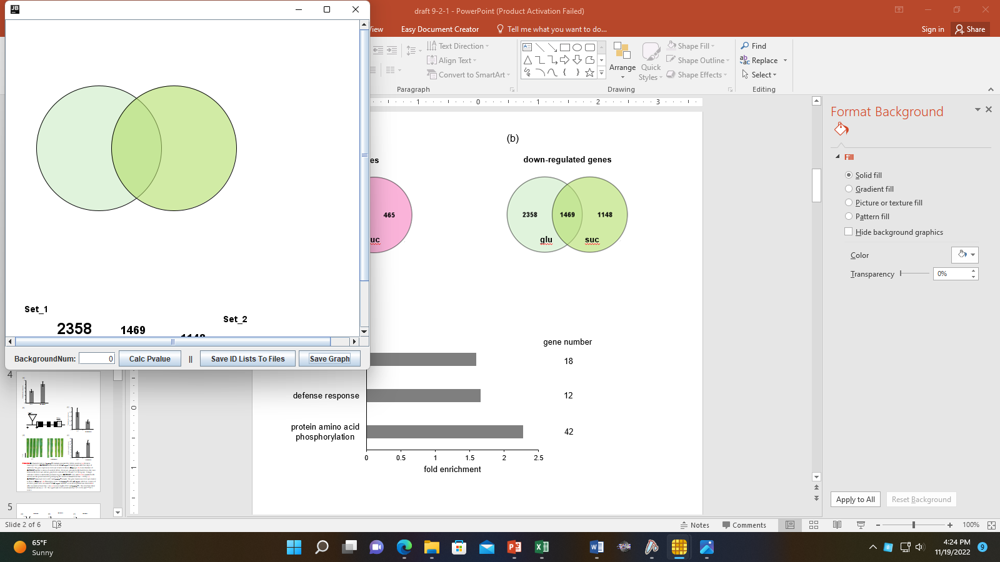 JB
Set_1
Set_2
2358
1469
1148
BackgroundNum:
0
Calc Pvalue
||
Save ID Lists To Files
Save Graph
draft 9-2-1 - PowerPoint (Product Activation Failed)
View
Easy Document Creator
Tell me what you want to do...
Sign in
Share
Text Direction
Align Text
Convert to SmartArt
Paragraph
Arrange
Quick
Styles
Shape Fill
Shape Outline
Shape Effects
Drawing
Find
Replace
Select
Editing
1
0
1
2
3
(b)
es
down-regulated genes
465
uc
2358
1469
1148
glu
suc
gene number
18
defense response
12
protein amino acid
phosphorylation
42
0
0.5
1
1.5
2
2.5
fold enrichment
0
1
4
5
Format Background
Fill
Solid fill
Gradient fill
Picture or texture fill
Pattern fill
Hide background graphics
Color
Transparency
0%
Apply to All
Reset Background
Slide 2 of 6
Notes
Comments
100%
65°F
Sunny
4:24 PM
11/19/2022
9